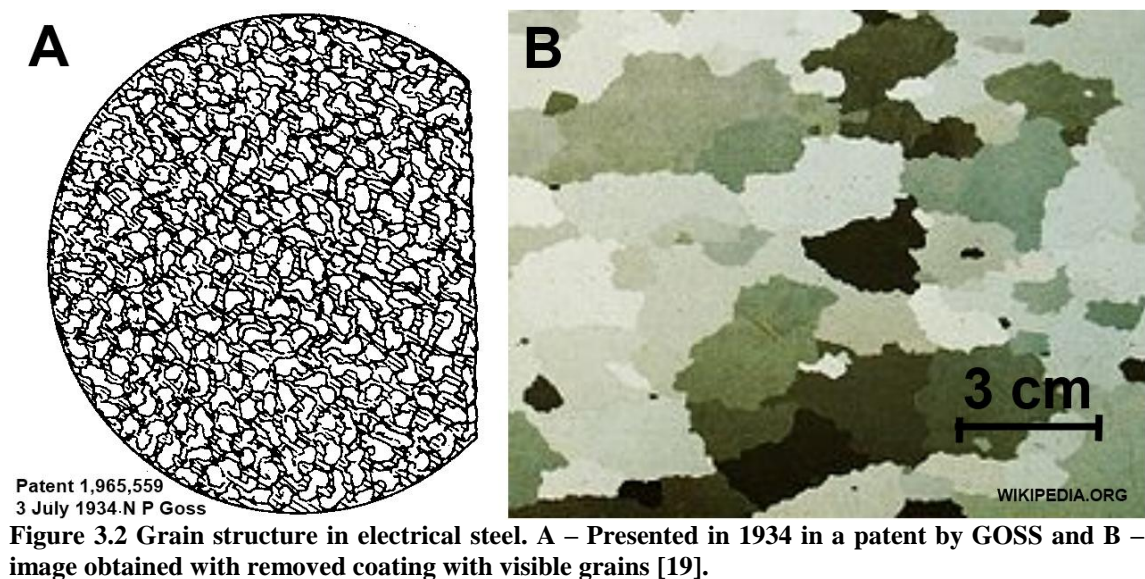 A
B
3 cm
Patent 1,965,559
3 July 1934 N P Goss
WIKIPEDIA.ORG
Figure 3.2 Grain structure in electrical steel. A – Presented in 1934 in a patent by GOSS and B –
image obtained with removed coating with visible grains [19].